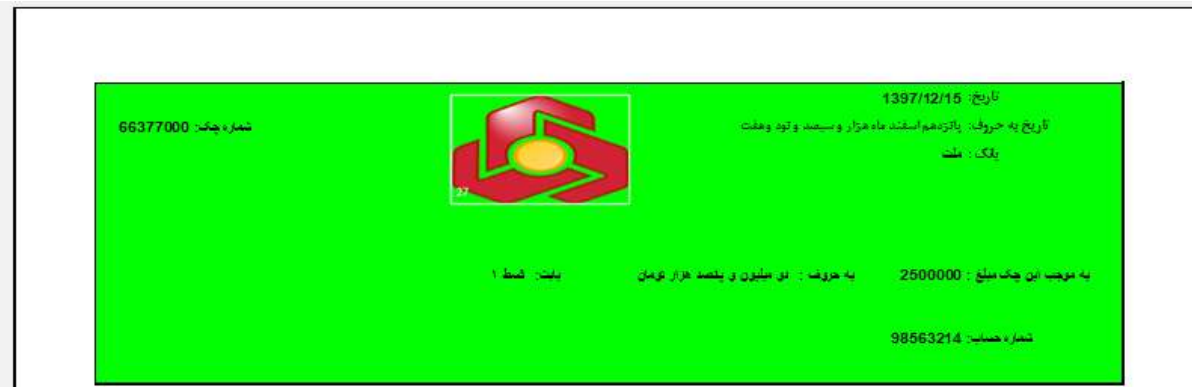 تاریخ: 1397/12/15
تاریخ به حروف: پانزدهم اسفند ماه هزار و سیصد و نود و هفت
شماره چک: 66377000
بانک : ملت
27
به موجب این چک مبلغ : 2500000 به حروف : دو میلیون و پانصد هزار تومان بابت: قسط ۱
شماره حساب: 98563214